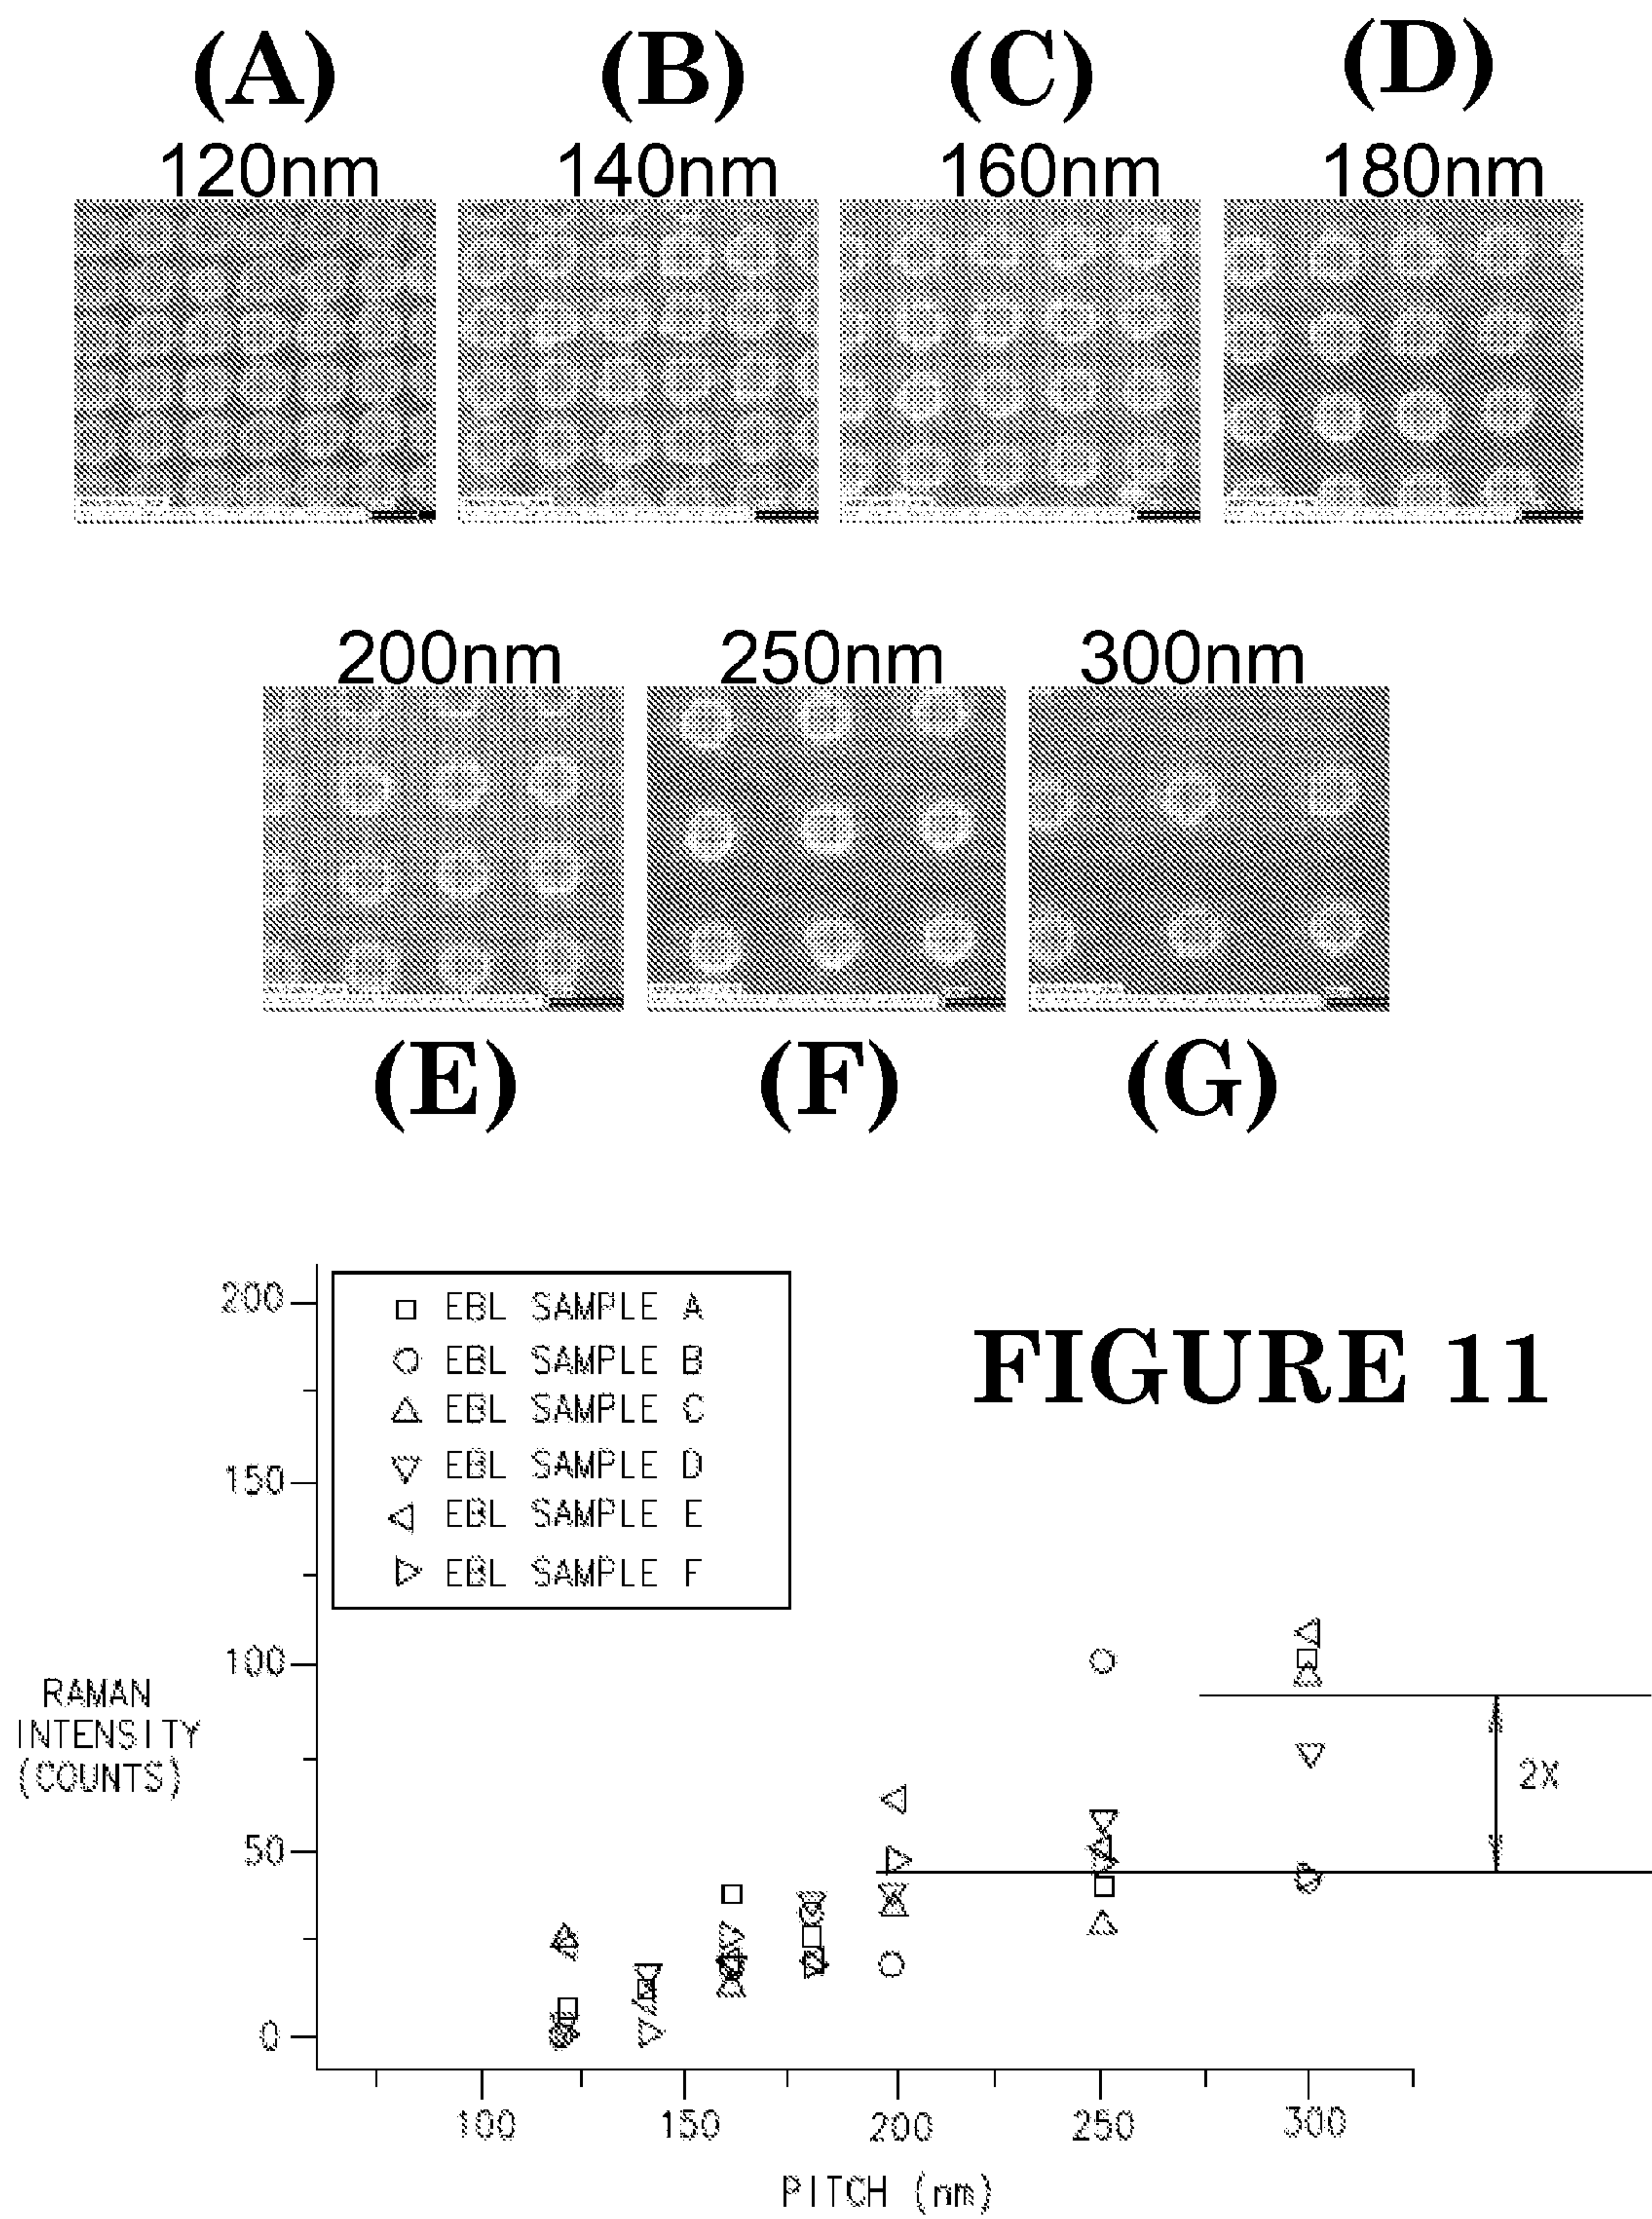 (A) (B) (C) (D)
120nm 140nm 160nm 180nm
200nm 250nm 300nm
(E) (F) (G)
FIGURE 11
200
150
100
50
0
EBL SAMPLE A
EBL SAMPLE B
EBL SAMPLE C
EBL SAMPLE D
EBL SAMPLE E
EBL SAMPLE F
RAMAN
INTENSITY
(COUNTS)
2X
100 150 200 250 300
PITCH (nm)